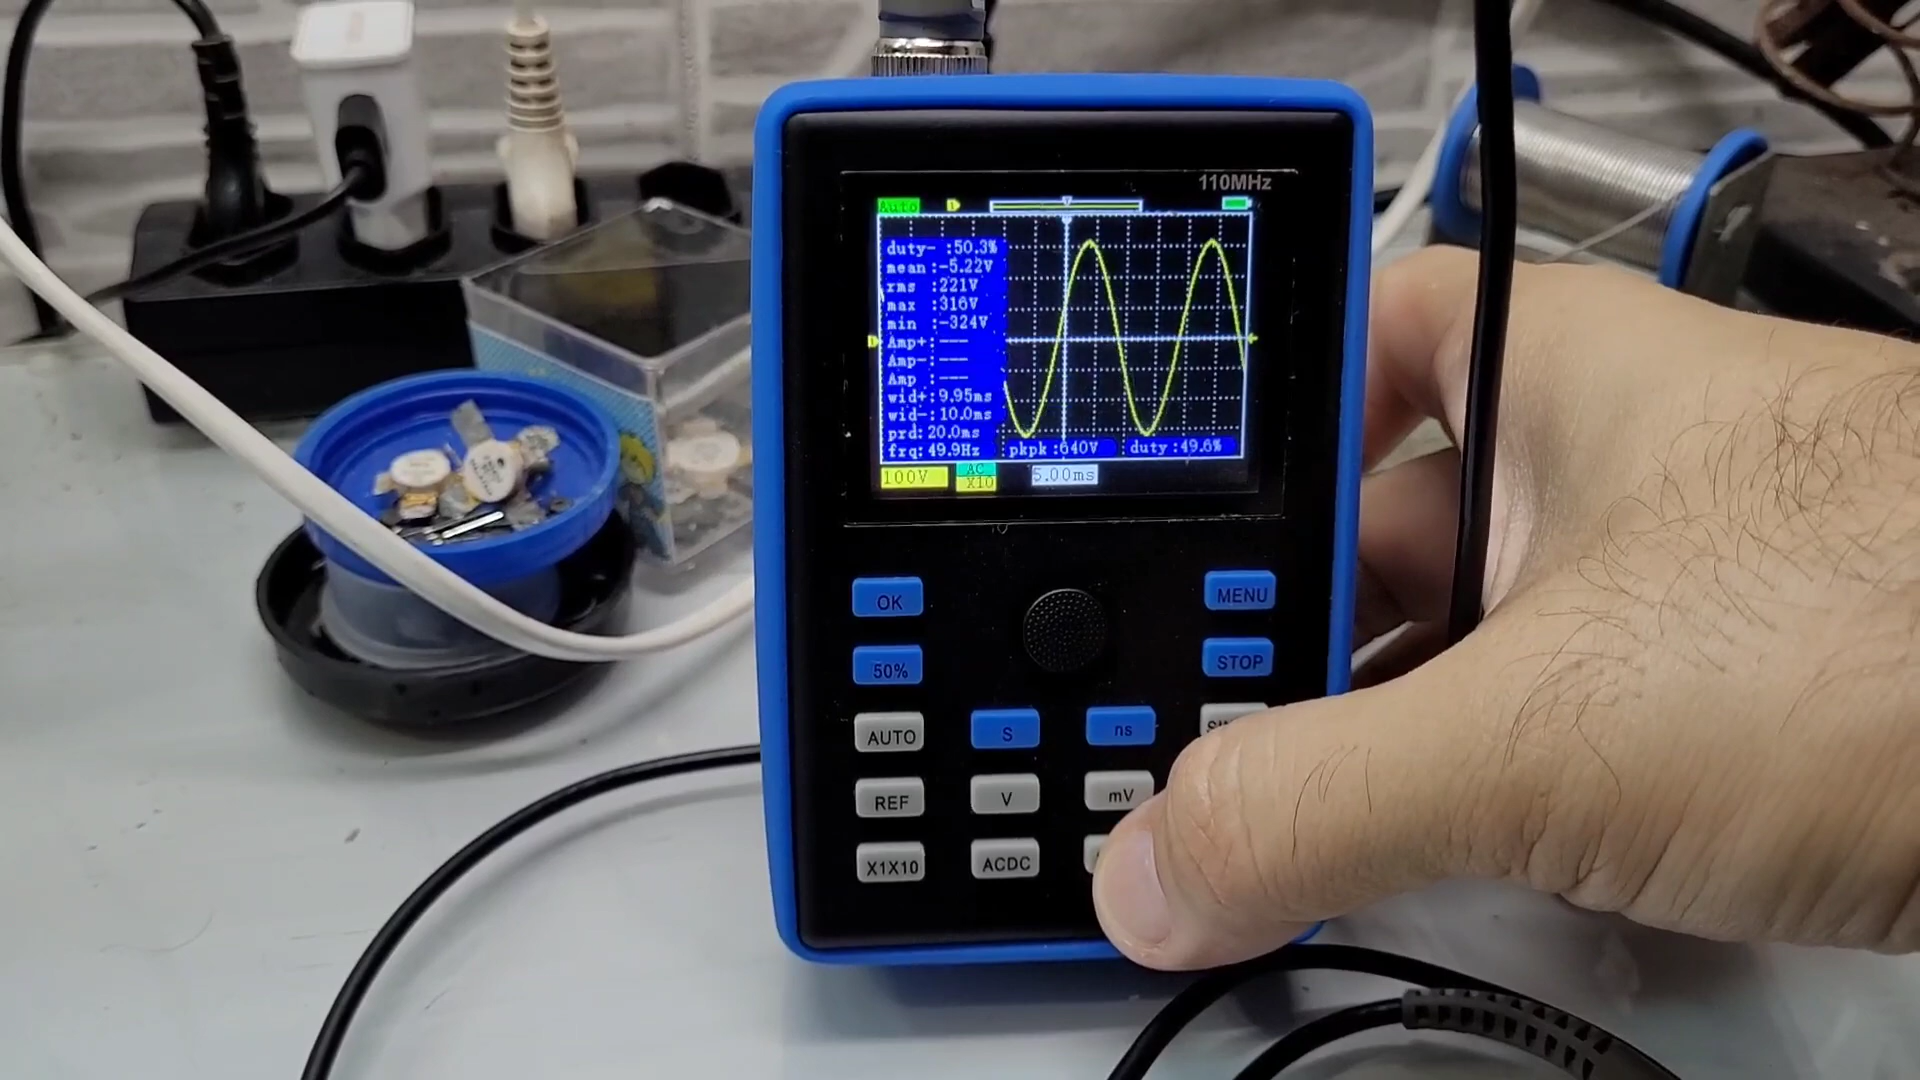 110MHz
Auto
duty- :50.3%
mean :-5.22V
rms :221V
max :316V
min :-324V
Amp+:---
Amp-:---
Amp :---
wid+:9.95ms
wid-:10.0ms
prd:20.0ms
frq:49.9Hz
pkpk:640V
duty:49.6%
100V
AC
X10
5.00ms
OK
MENU
50%
STOP
AUTO
S
ns
REF
V
mV
X1X10
ACDC